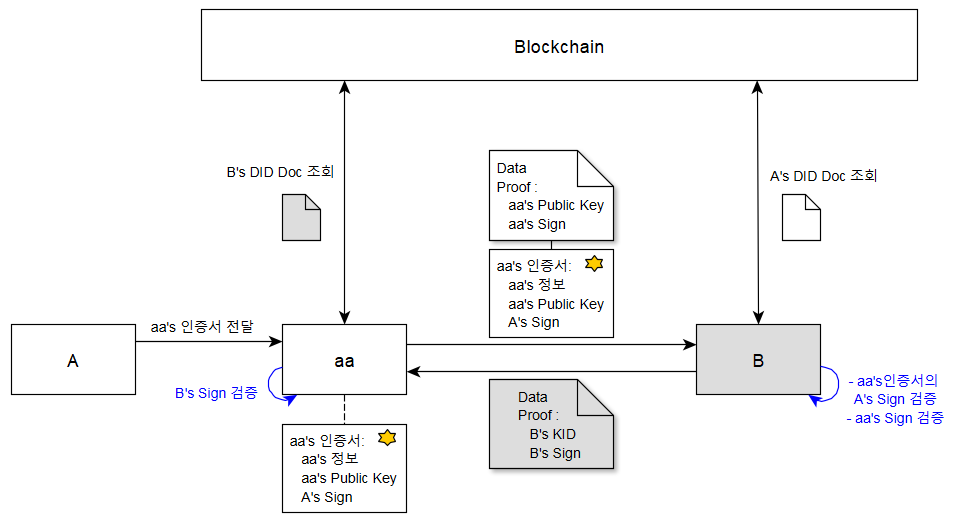 Blockchain
B's DID Doc 조회
Data
Proof :
aa's Public Key
aa's Sign
A's DID Doc 조회
aa's 인증서:
aa's 정보
aa's Public Key
A's Sign
A
aa's 인증서 전달
aa
B
B's Sign 검증
- aa's인증서의
A's Sign 검증
- aa's Sign 검증
Data
Proof :
B's KID
B's Sign
aa's 인증서:
aa's 정보
aa's Public Key
A's Sign